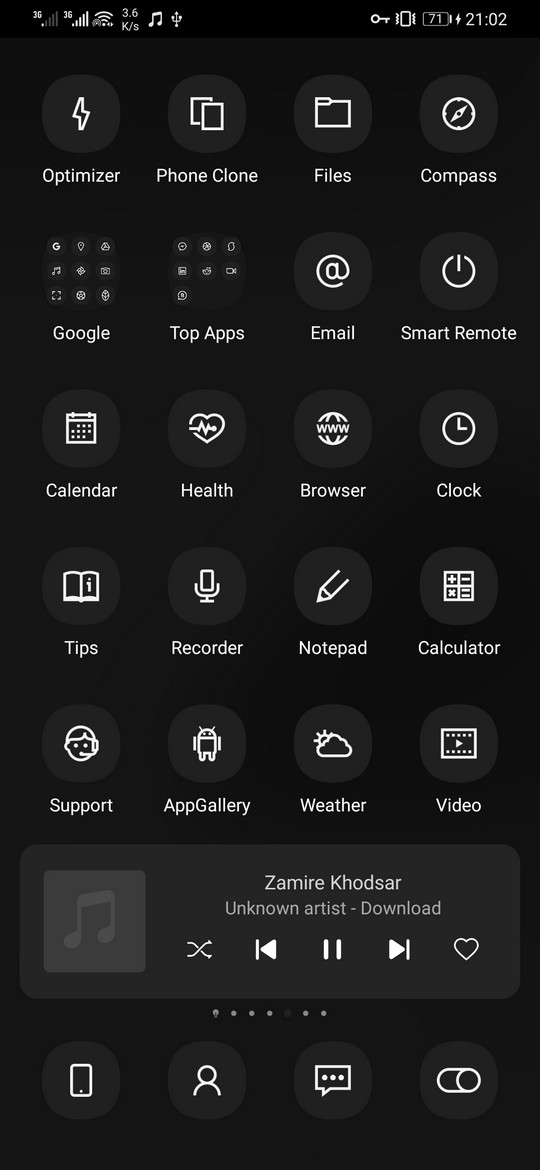 3G 3G 3.6 K/s 71 21:02
Optimizer Phone Clone Files Compass
Google Top Apps Email Smart Remote
WWW
Calendar Health Browser Clock
Tips Recorder Notepad Calculator
Support AppGallery Weather Video
Zamire Khodsar
Unknown artist - Download